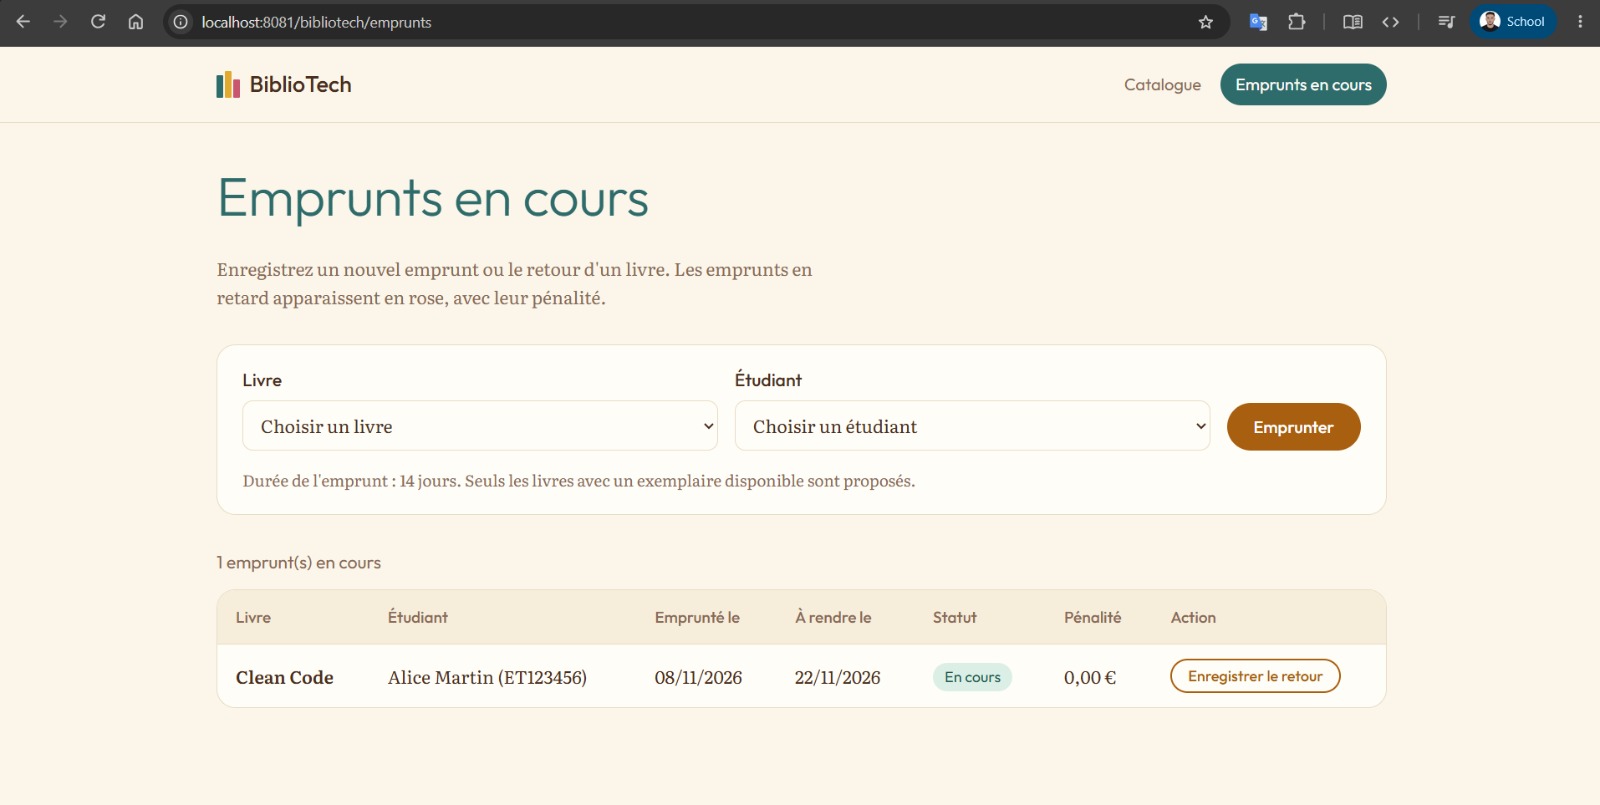 localhost:8081/bibliotech/emprunts
School
BiblioTech
Catalogue
Emprunts en cours
Emprunts en cours
Enregistrez un nouvel emprunt ou le retour d'un livre. Les emprunts en
retard apparaissent en rose, avec leur pénalité.
Livre
Étudiant
Choisir un livre
Choisir un étudiant
Emprunter
Durée de l'emprunt : 14 jours. Seuls les livres avec un exemplaire disponible sont proposés.
1 emprunt(s) en cours
Livre Étudiant Emprunté le À rendre le Statut Pénalité Action
Clean Code Alice Martin (ET123456) 08/11/2026 22/11/2026 En cours 0,00 € Enregistrer le retour